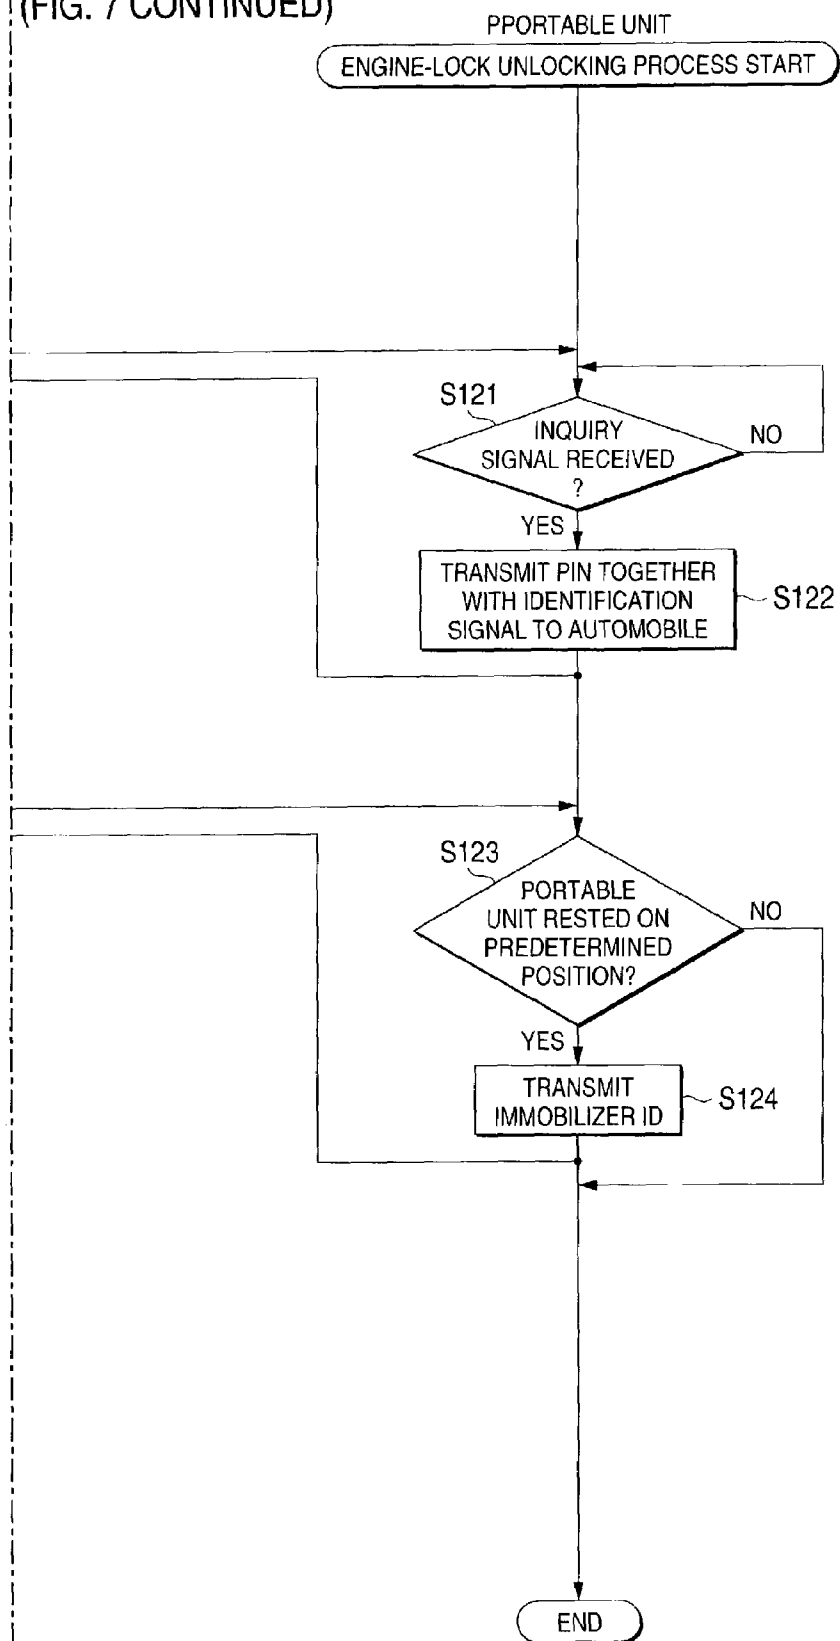 (FIG. 7 CONTINUED)
PPORTABLE UNIT
ENGINE-LOCK UNLOCKING PROCESS START
S121
INQUIRY
SIGNAL RECEIVED
?
NO
YES
TRANSMIT PIN TOGETHER
WITH IDENTIFICATION
SIGNAL TO AUTOMOBILE
S122
S123
PORTABLE
UNIT RESTED ON
PREDETERMINED
POSITION?
NO
YES
TRANSMIT
IMMOBILIZER ID
S124
END